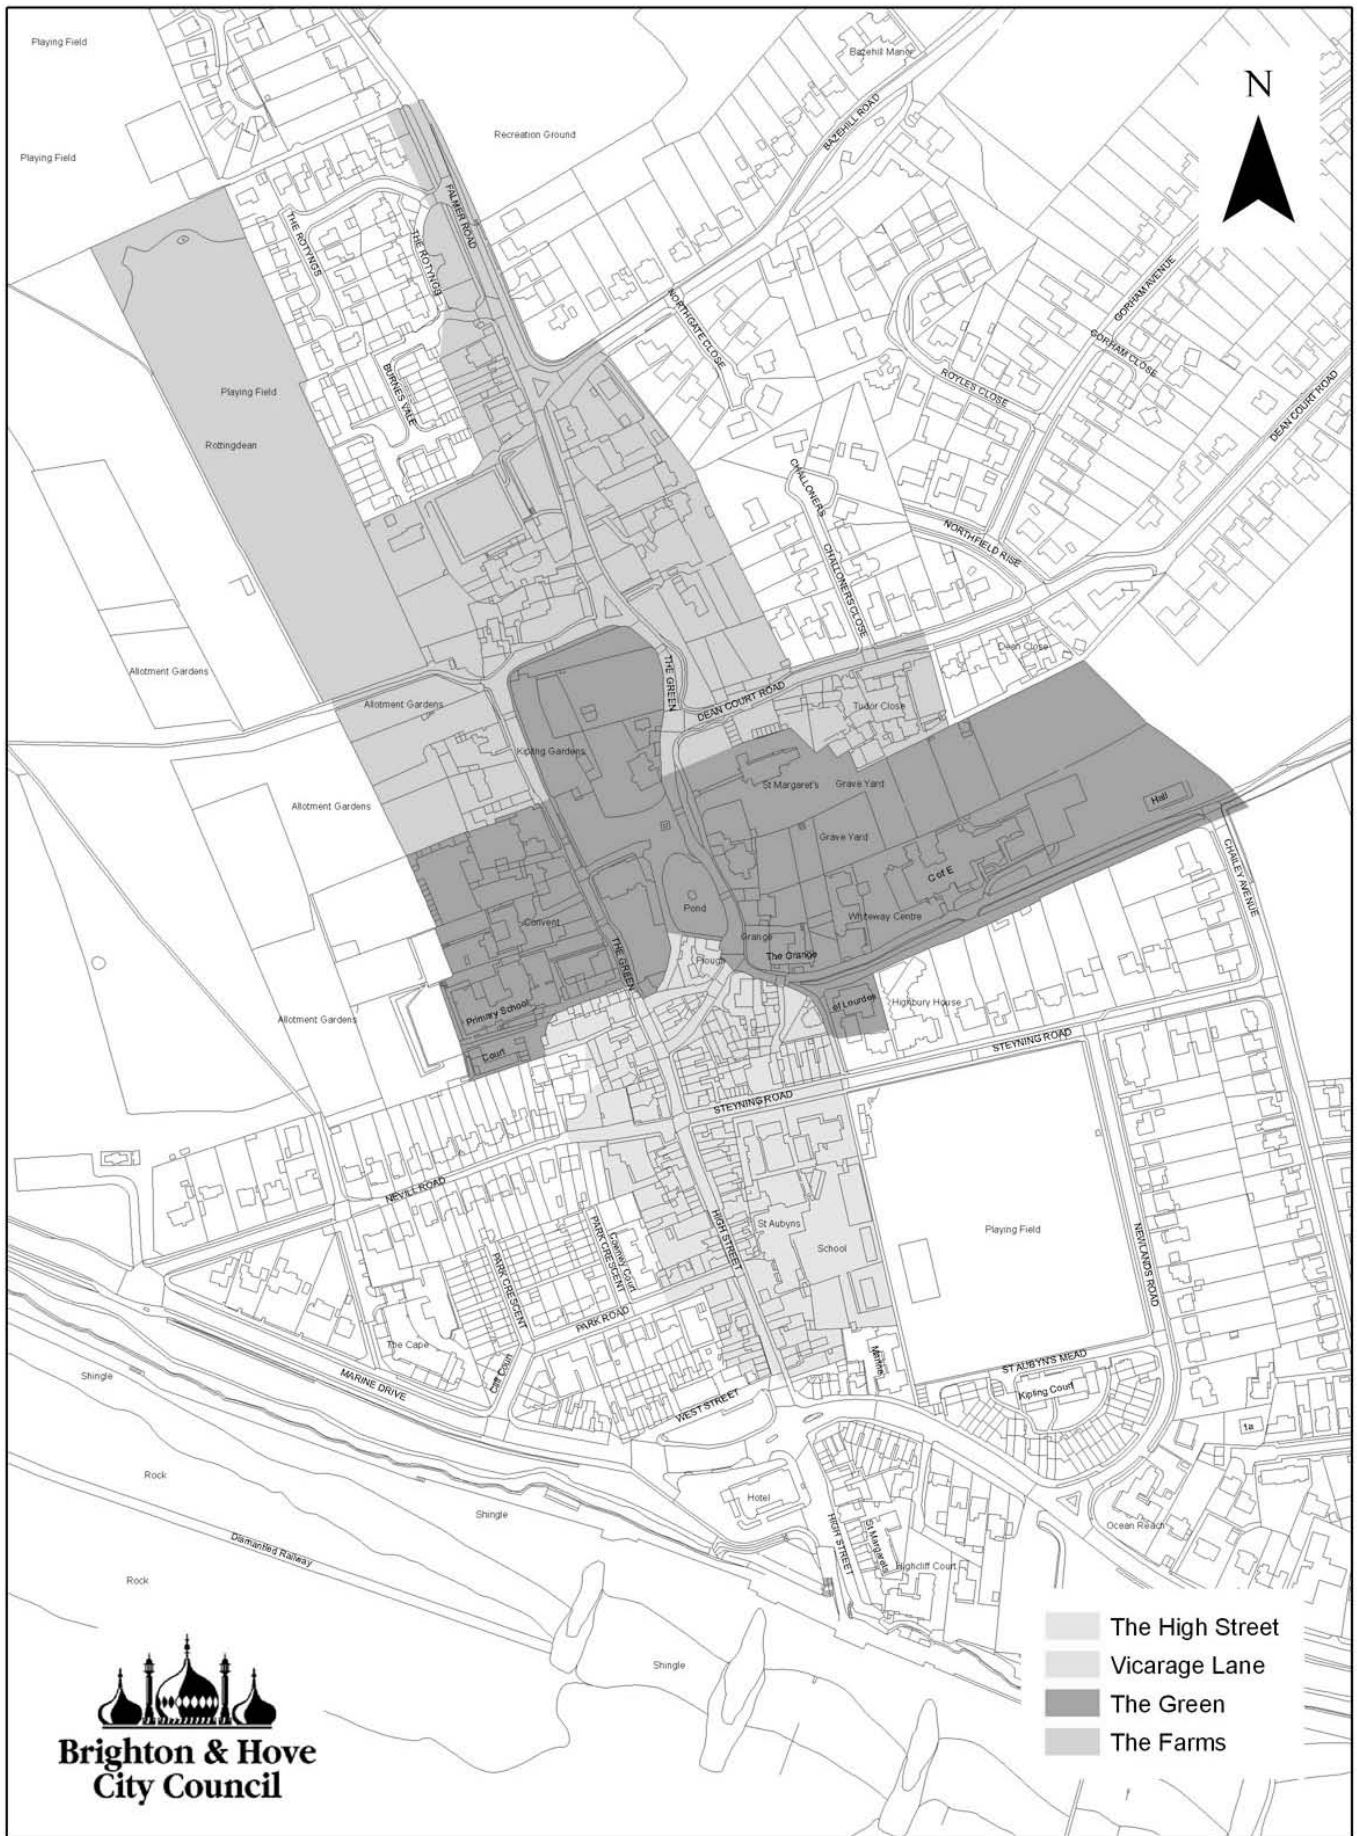 Playing Field
Bazehill Manor
N
BAZEHILL ROAD
Recreation Ground
Playing Field
FALMER ROAD
THE ROTYNGS
THE ROTYNGS
GORHAM AVENUE
NORTHGATE CLOSE
GORHAM CLOSE
ROYLES CLOSE
BURNES VALE
Playing Field
DEAN COURT ROAD
Rottingdean
CHALLONERS
NORTHFIELD RISE
CHALLONERS CLOSE
Dean Close
Allotment Gardens
THE GREEN
DEAN COURT ROAD
Allotment Gardens
Tudor Close
Kipling Gardens
St Margaret's
Grave Yard
Allotment Gardens
Hall
Grave Yard
C of E
CHAILEY AVENUE
Pond
Whiteway Centre
Convent
Grange
The Grange
THE GREEN
Plough
of Lourdes
Highbury House
Primary School
Allotment Gardens
STEYNING ROAD
Court
STEYNING ROAD
NEVILL ROAD
HIGH STREET
St Aubyns
Playing Field
School
PARK CRESCENT
Cowmey Court
PARK CRESCENT
NEWLANDS ROAD
PARK ROAD
The Cape
Marine
ST AUBYN'S MEAD
Shingle
MARINE DRIVE
Cliff Court
Kipling Court
WEST STREET
1a
Rock
Hotel
Shingle
HIGH STREET
St Margarets
Ocean Reach
Dismantled Railway
Highcliff Court
Rock
Shingle
The High Street
Vicarage Lane
The Green
The Farms
Brighton & Hove
City Council